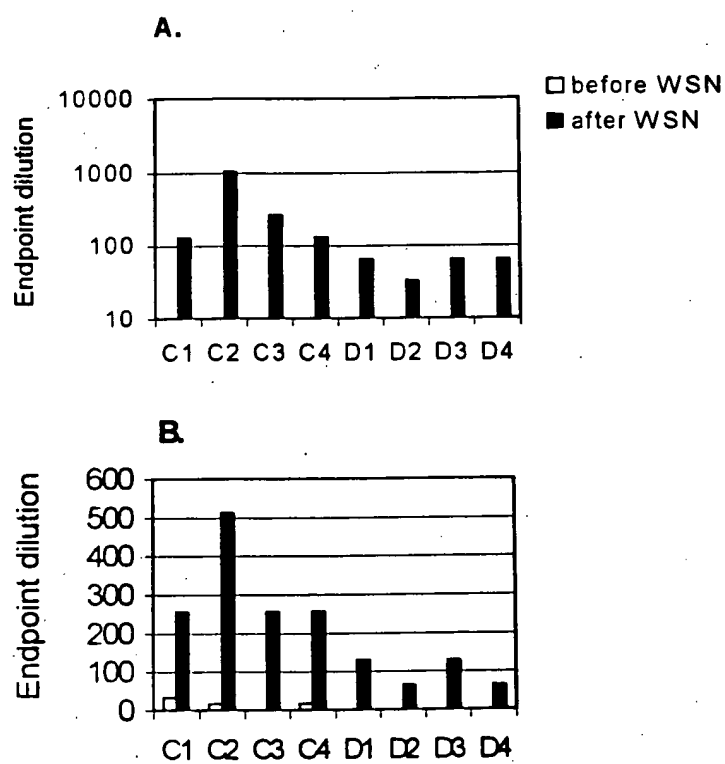 A.
before WSN
after WSN
Endpoint dilution
10000
1000
100
10
C1 C2 C3 C4 D1 D2 D3 D4
B.
Endpoint dilution
600
500
400
300
200
100
0
C1 C2 C3 C4 D1 D2 D3 D4